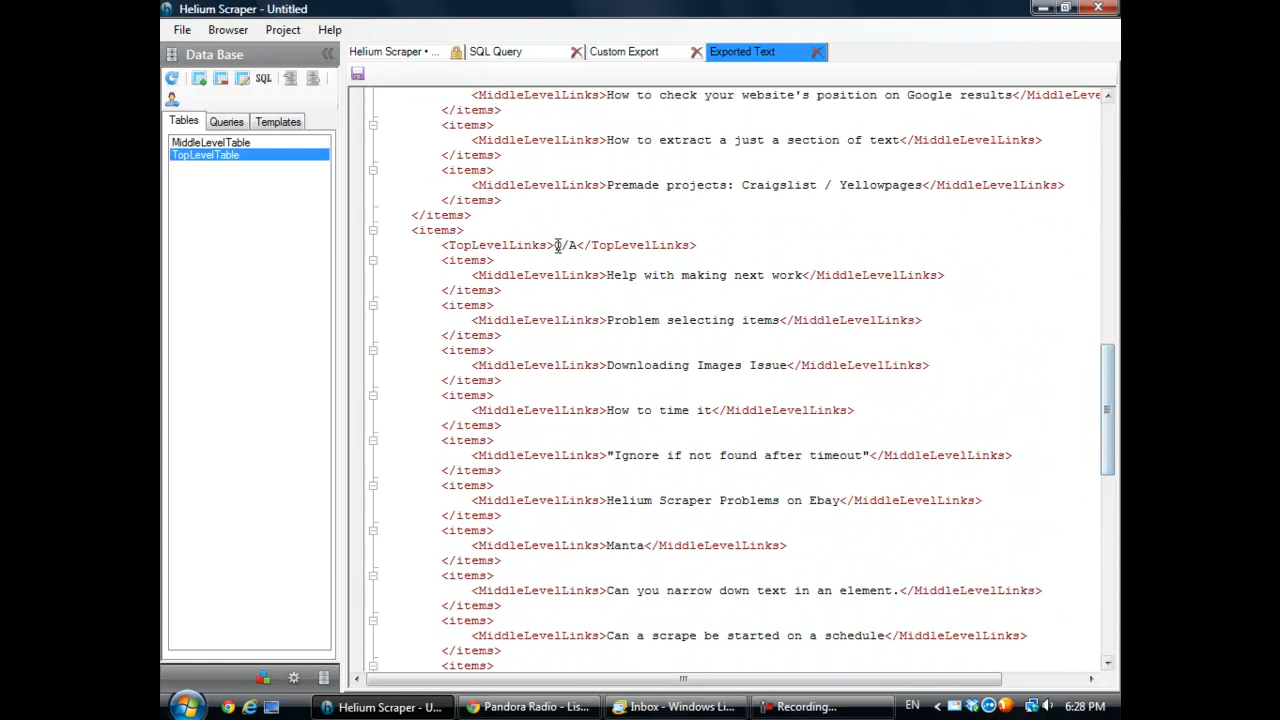 Helium Scraper - Untitled
File Browser Project Help
Data Base
Helium Scraper • ... SQL Query Custom Export Exported Text
SQL
Tables Queries Templates
MiddleLevelTable
TopLevelTable
<MiddleLevelLinks>How to check your website's position on Google results</MiddleLeve
</items>
<items>
<MiddleLevelLinks>How to extract a just a section of text</MiddleLevelLinks>
</items>
<items>
<MiddleLevelLinks>Premade projects: Craigslist / Yellowpages</MiddleLevelLinks>
</items>
</items>
<items>
<TopLevelLinks>Q/A</TopLevelLinks>
<items>
<MiddleLevelLinks>Help with making next work</MiddleLevelLinks>
</items>
<items>
<MiddleLevelLinks>Problem selecting items</MiddleLevelLinks>
</items>
<items>
<MiddleLevelLinks>Downloading Images Issue</MiddleLevelLinks>
</items>
<items>
<MiddleLevelLinks>How to time it</MiddleLevelLinks>
</items>
<items>
<MiddleLevelLinks>"Ignore if not found after timeout"</MiddleLevelLinks>
</items>
<items>
<MiddleLevelLinks>Helium Scraper Problems on Ebay</MiddleLevelLinks>
</items>
<items>
<MiddleLevelLinks>Manta</MiddleLevelLinks>
</items>
<items>
<MiddleLevelLinks>Can you narrow down text in an element.</MiddleLevelLinks>
</items>
<items>
<MiddleLevelLinks>Can a scrape be started on a schedule</MiddleLevelLinks>
</items>
<items>
Helium Scraper - U... Pandora Radio - Lis... Inbox - Windows Li... Recording... EN 6:28 PM